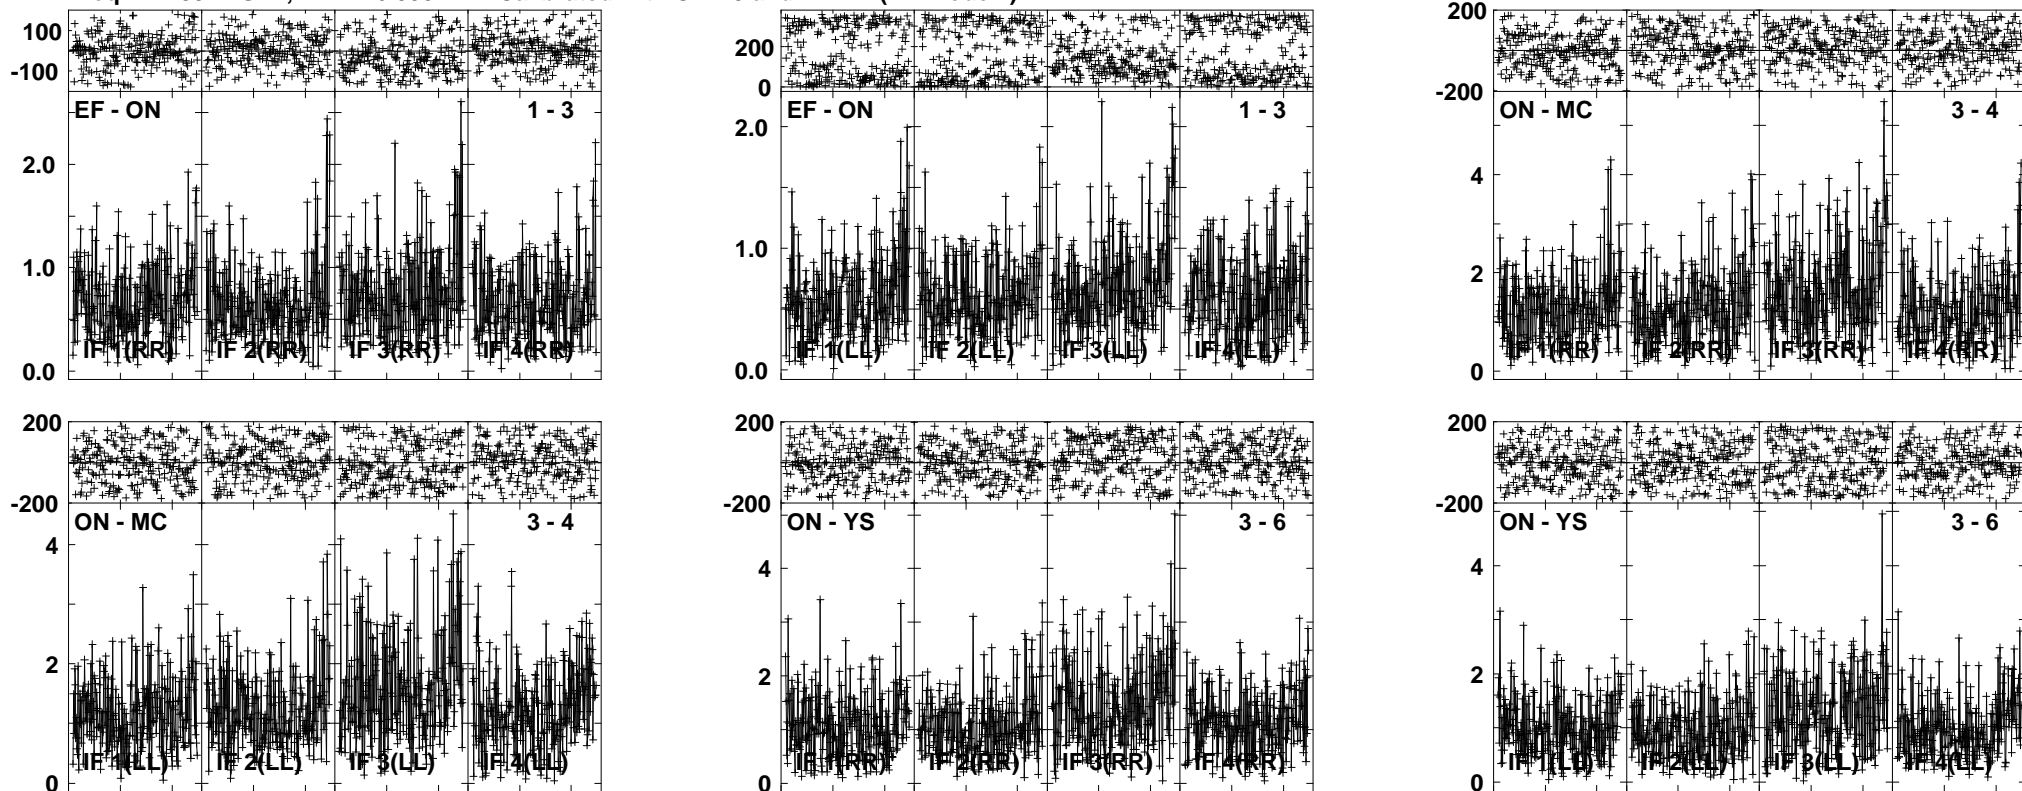 100
-100
EF - ON 1 - 3
2.0
1.0
0.0
IF 1(RR) IF 2(RR) IF 3(RR) IF 4(RR)
200
0
EF - ON 1 - 3
2.0
1.0
0.0
IF 1(LL) IF 2(LL) IF 3(LL) IF 4(LL)
200
-200
ON - MC 3 - 4
4
2
0
IF 1(RR) IF 2(RR) IF 3(RR) IF 4(RR)
200
-200
ON - MC 3 - 4
4
2
0
IF 1(LL) IF 2(LL) IF 3(LL) IF 4(LL)
200
-200
ON - YS 3 - 6
4
2
0
IF 1(RR) IF 2(RR) IF 3(RR) IF 4(RR)
200
-200
ON - YS 3 - 6
4
2
0
IF 1(LL) IF 2(LL) IF 3(LL) IF 4(LL)